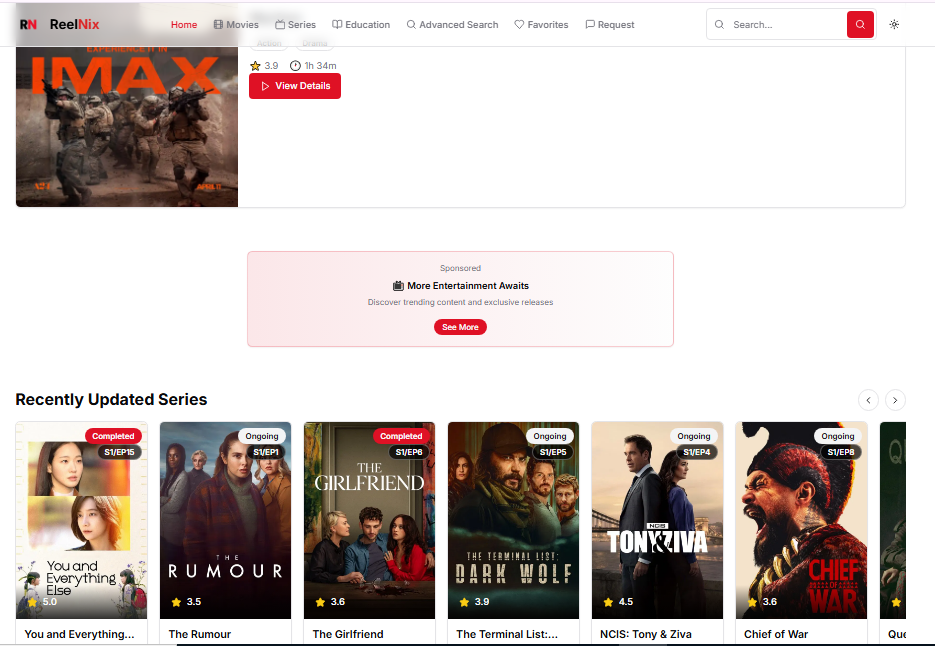 RN ReelNix Home Movies Series Education Advanced Search Favorites Request Search...
Action Drama
EXPERIENCE IT IN
IMAX
3.9 1h 34m
View Details
APRIL 11
Sponsored
More Entertainment Awaits
Discover trending content and exclusive releases
See More
Recently Updated Series
Completed
S1/EP15
You and
Everything
Else
5.0
You and Everything...
Ongoing
S1/EP1
THE
RUMOUR
3.5
The Rumour
Completed
S1/EP6
THE
GIRLFRIEND
3.6
The Girlfriend
Ongoing
S1/EP5
THE TERMINAL LIST:
DARK WOLF
3.9
The Terminal List:...
Ongoing
S1/EP4
NCIS
TONY&ZIVA
4.5
NCIS: Tony & Ziva
Ongoing
S1/EP8
CHIEF
OF
WAR
3.6
Chief of War
Q
Que